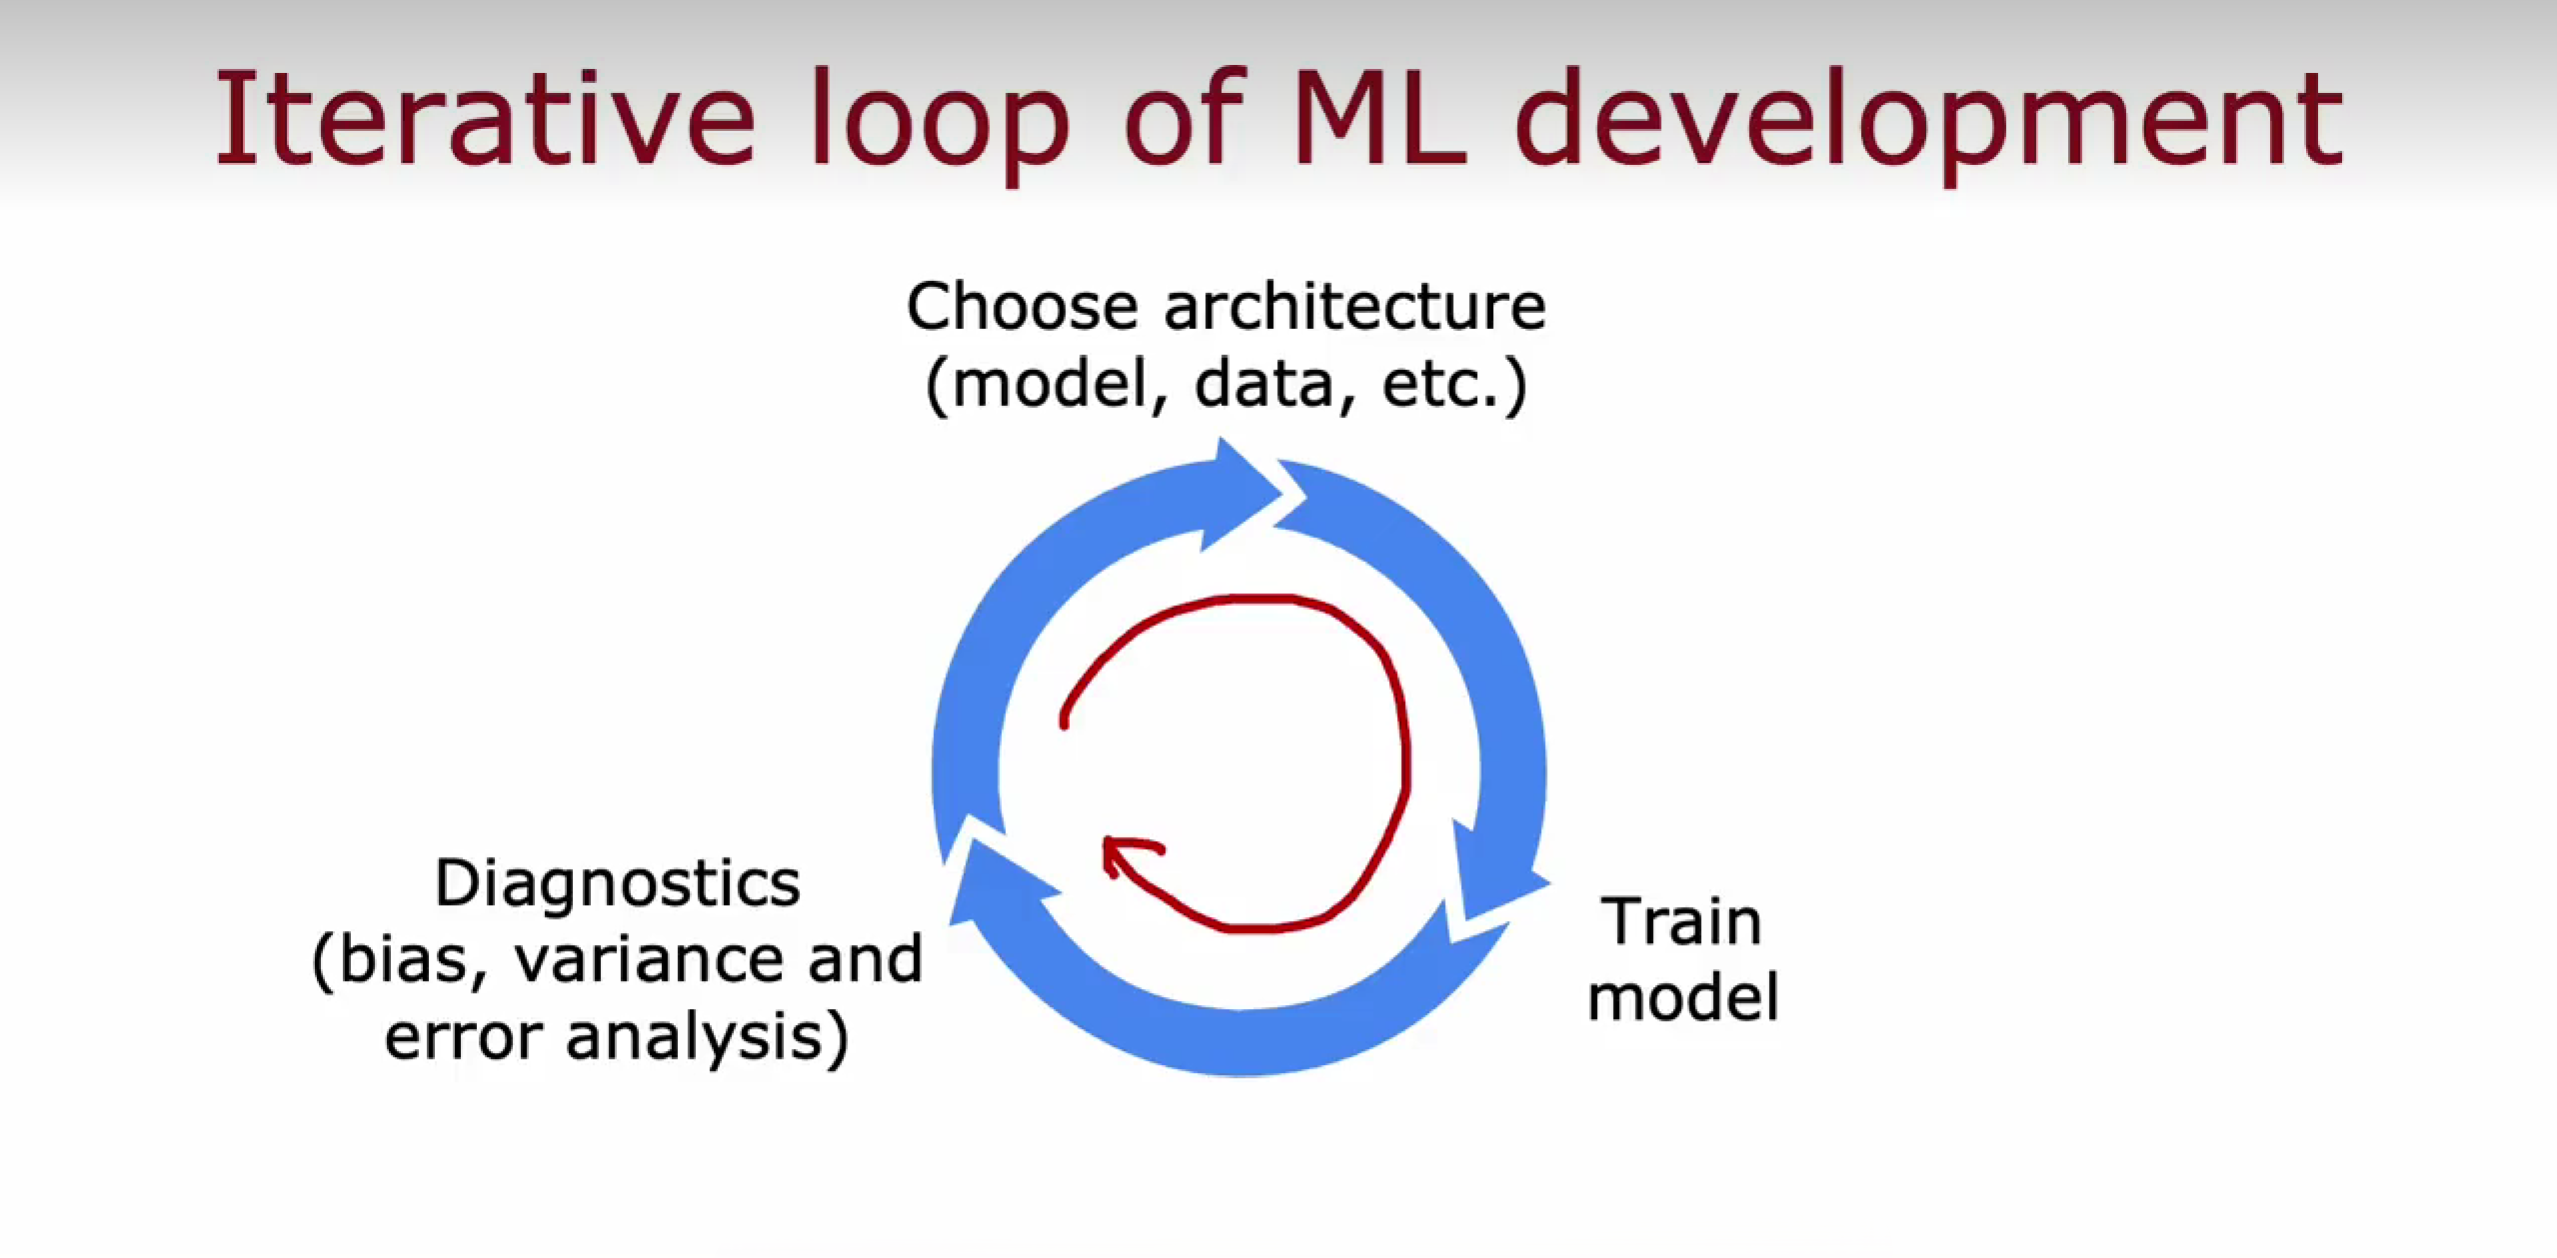 Iterative loop of ML development
Choose architecture
(model, data, etc.)
Diagnostics
(bias, variance and
error analysis)
Train
model